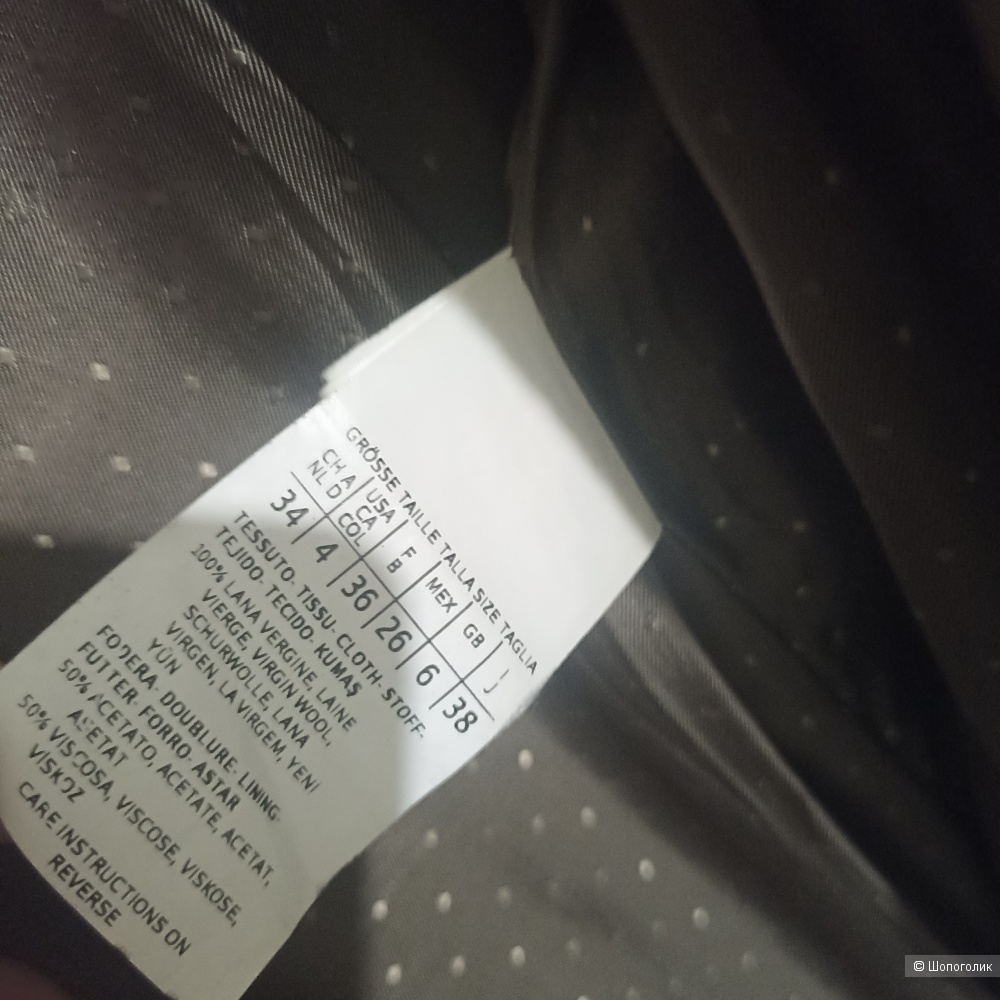 GRÖSSE TAILLE TALLA SIZE TAGLIA
CH A USA F MEX GB I
NL D CA B J
COL
34 4 36 26 6 38
TESSUTO- TISSU- CLOTH- STOFF-
TEJIDO- TECIDO- KUMAŞ
100% LANA VERGINE, LAINE
VIERGE, VIRGIN WOOL,
SCHURWOLLE, LANA
VIRGEN, LA VIRGEM, YENI
YÜN
FODERA- DOUBLURE- LINING-
FUTTER- FORRO- ASTAR
50% ACETATO, ACETATE, ACETAT,
ASETAT
50% VISCOSA, VISCOSE, VISKOSE,
VISKOZ
CARE INSTRUCTIONS ON
REVERSE
© Шопоголик